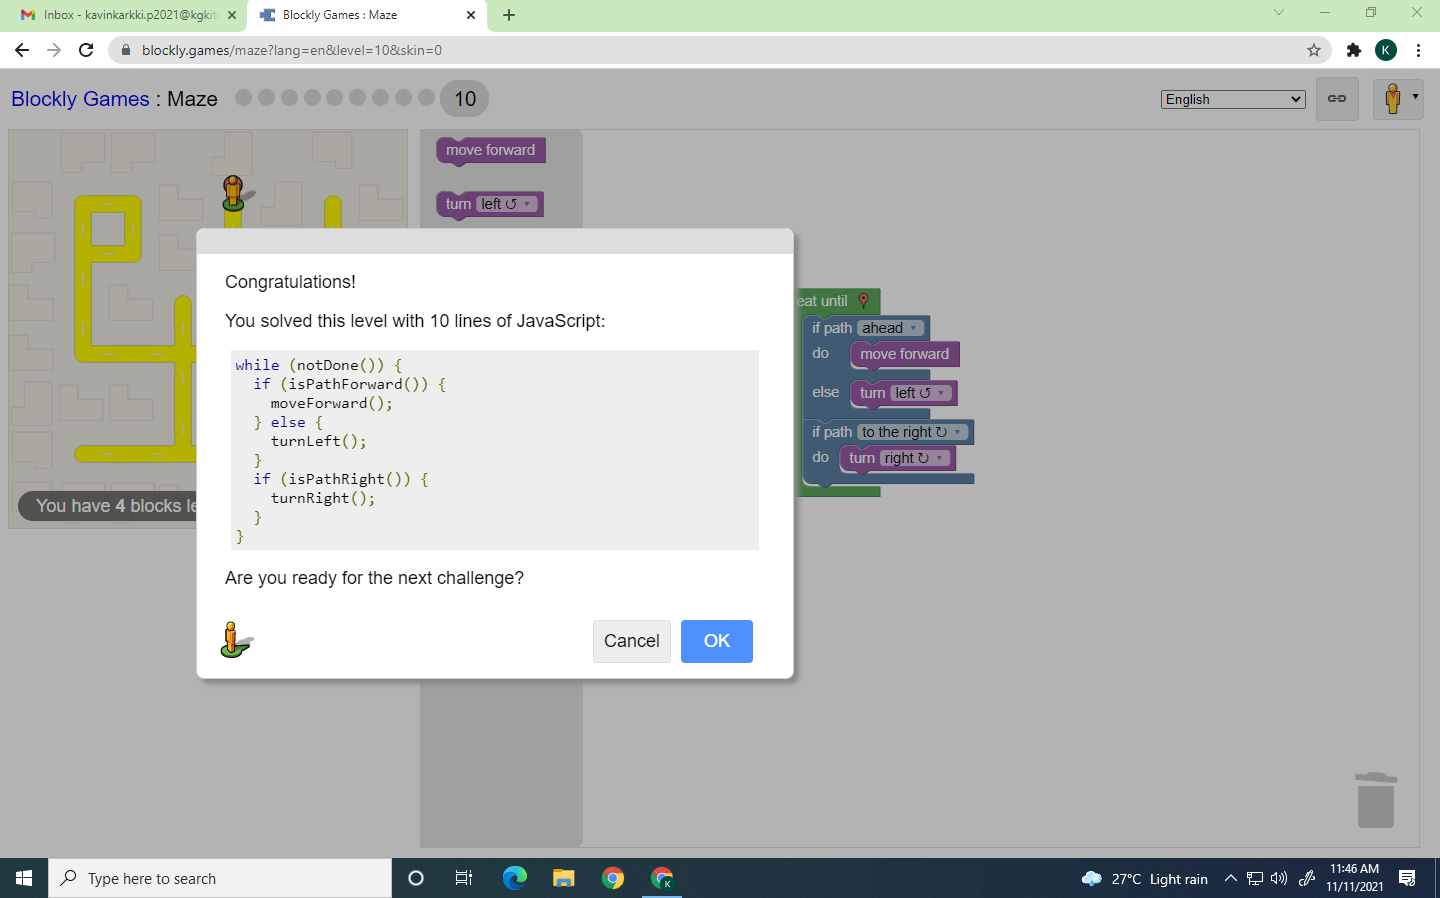 Inbox - kavinkarkki.p2021@kgkit
Blockly Games : Maze
blockly.games/maze?lang=en&level=10&skin=0
K
Blockly Games : Maze
10
English
move forward
turn left ↺
Congratulations!
You solved this level with 10 lines of JavaScript:
while (notDone()) {
  if (isPathForward()) {
    moveForward();
  } else {
    turnLeft();
  }
  if (isPathRight()) {
    turnRight();
  }
}
Are you ready for the next challenge?
Cancel
OK
eat until
if path ahead
do move forward
else turn left ↺
if path to the right ↻
do turn right ↻
You have 4 blocks le
Type here to search
K
27°C Light rain
11:46 AM
11/11/2021